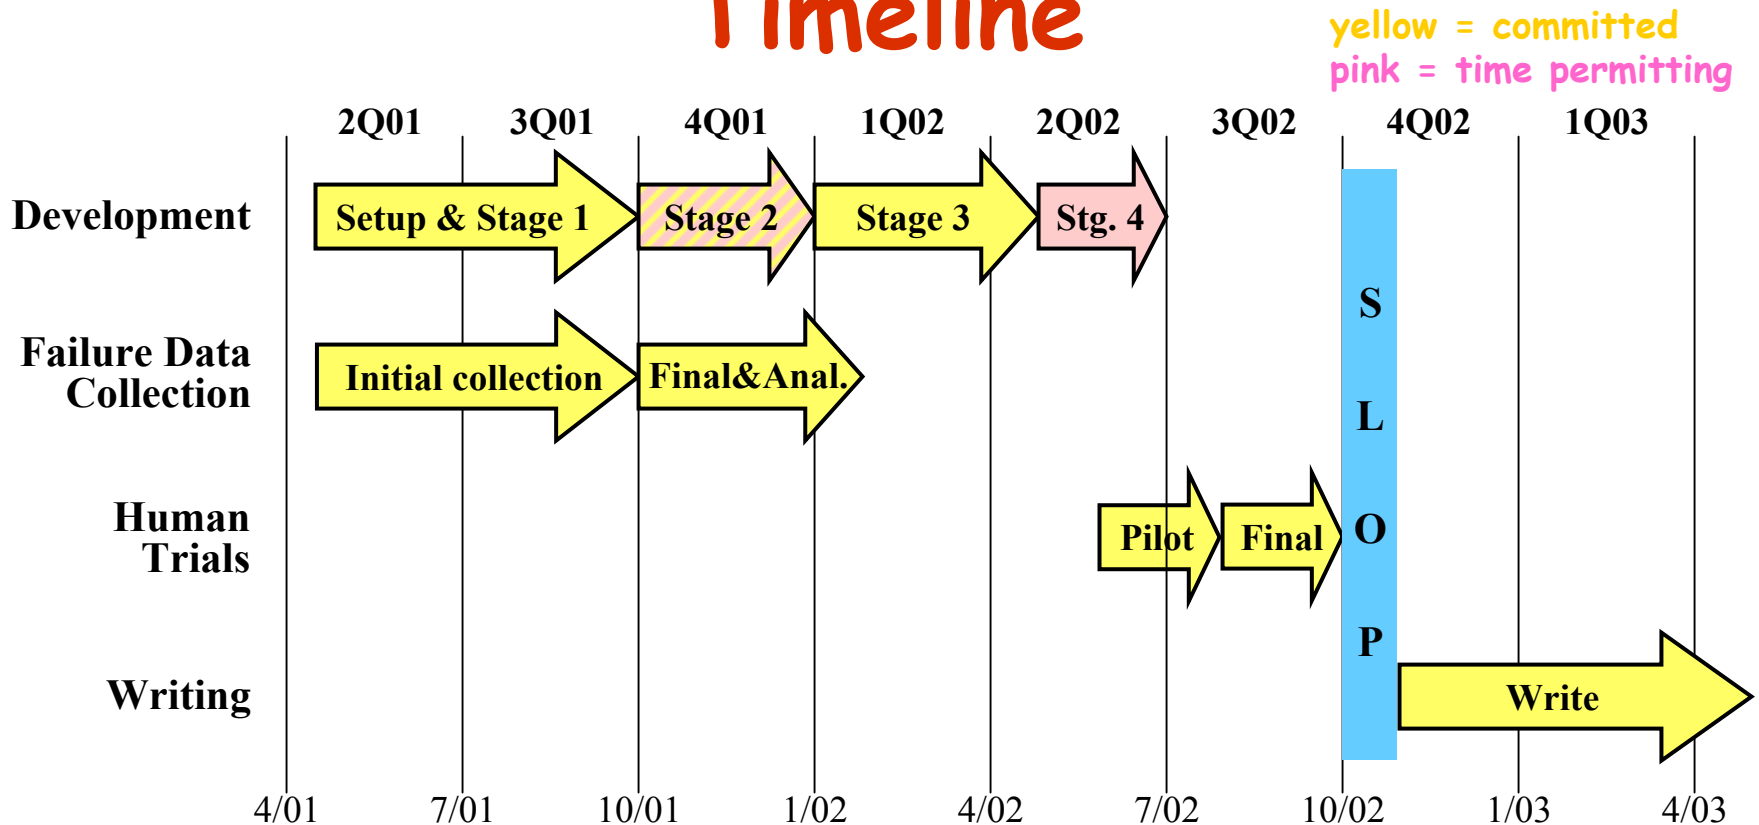 Timeline
yellow = committed
pink = time permitting
2Q01 3Q01 4Q01 1Q02 2Q02 3Q02 4Q02 1Q03
Development
Setup & Stage 1
Stage 2
Stage 3
Stg. 4
Failure Data
Collection
Initial collection
Final&Anal.
Human
Trials
Pilot
Final
S
L
O
P
Writing
Write
4/01 7/01 10/01 1/02 4/02 7/02 10/02 1/03 4/03